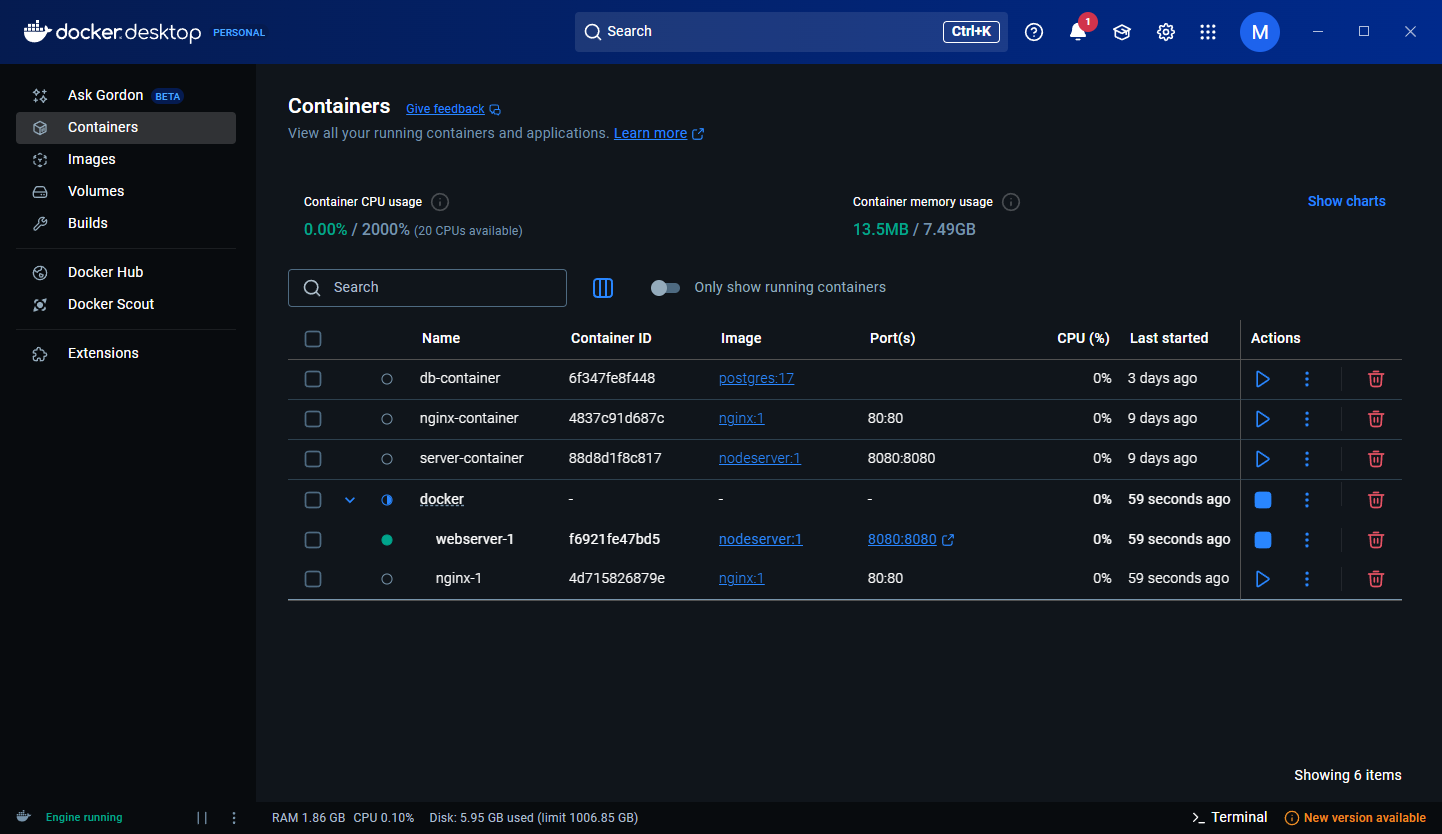 docker.desktop PERSONAL
Search Ctrl+K
1
M
Ask Gordon BETA
Containers
Images
Volumes
Builds
Docker Hub
Docker Scout
Extensions
Containers Give feedback
View all your running containers and applications. Learn more
Container CPU usage
0.00% / 2000% (20 CPUs available)
Container memory usage
13.5MB / 7.49GB
Show charts
Search
Only show running containers
Name Container ID Image Port(s) CPU (%) Last started Actions
db-container 6f347fe8f448 postgres:17 0% 3 days ago
nginx-container 4837c91d687c nginx:1 80:80 0% 9 days ago
server-container 88d8d1f8c817 nodeserver:1 8080:8080 0% 9 days ago
docker - - - 0% 59 seconds ago
webserver-1 f6921fe47bd5 nodeserver:1 8080:8080 0% 59 seconds ago
nginx-1 4d715826879e nginx:1 80:80 0% 59 seconds ago
Showing 6 items
Engine running
RAM 1.86 GB CPU 0.10% Disk: 5.95 GB used (limit 1006.85 GB)
Terminal
New version available